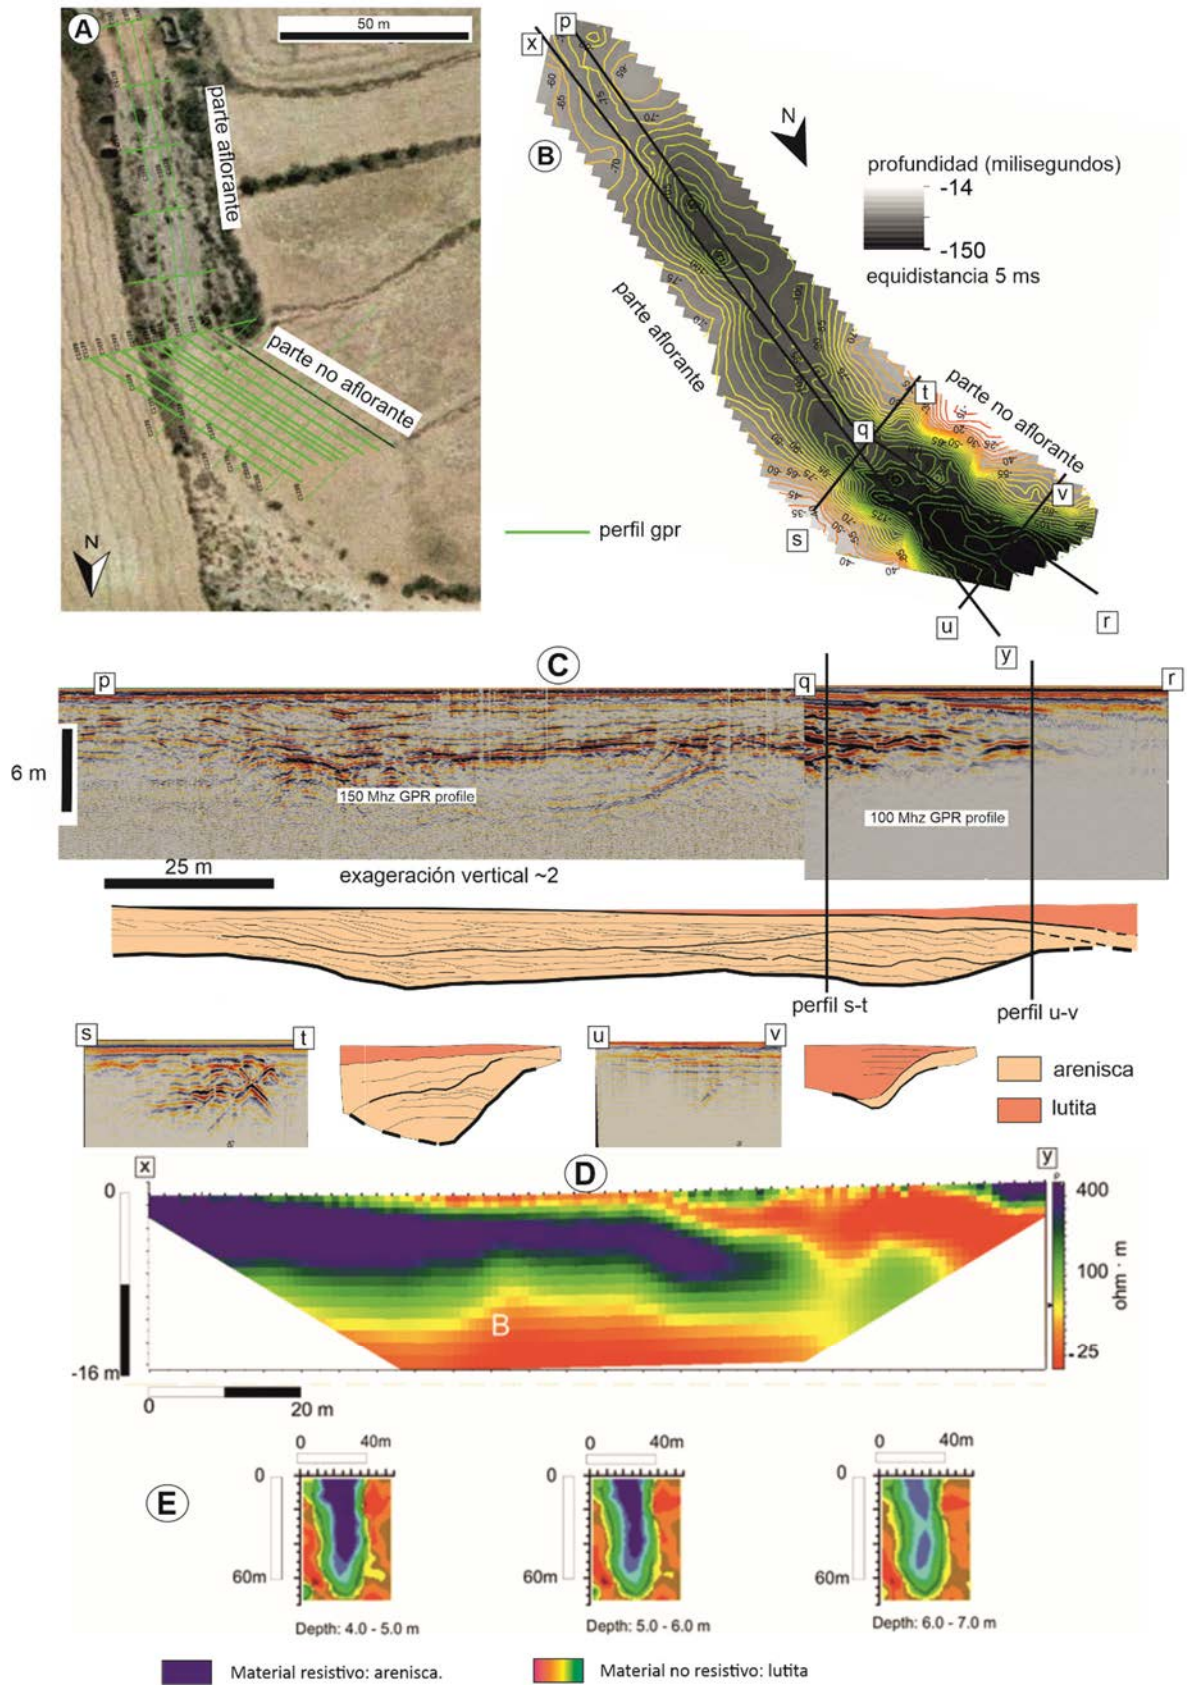 A
50 m
parte aflorante
parte no aflorante
N
perfil gpr
B
x
p
N
profundidad (milisegundos)
-14
-150
equidistancia 5 ms
parte aflorante
parte no aflorante
t
q
v
s
u
r
y
C
p
q
r
6 m
150 Mhz GPR profile
100 Mhz GPR profile
25 m
exageración vertical ~2
perfil s-t
perfil u-v
s
t
u
v
arenisca
lutita
D
x
y
0
-16 m
B
400
100
25
ohm · m
0
20 m
E
0
40m
0
60m
Depth: 4.0 - 5.0 m
0
40m
0
60m
Depth: 5.0 - 6.0 m
0
40m
0
60m
Depth: 6.0 - 7.0 m
Material resistivo: arenisca.
Material no resistivo: lutita